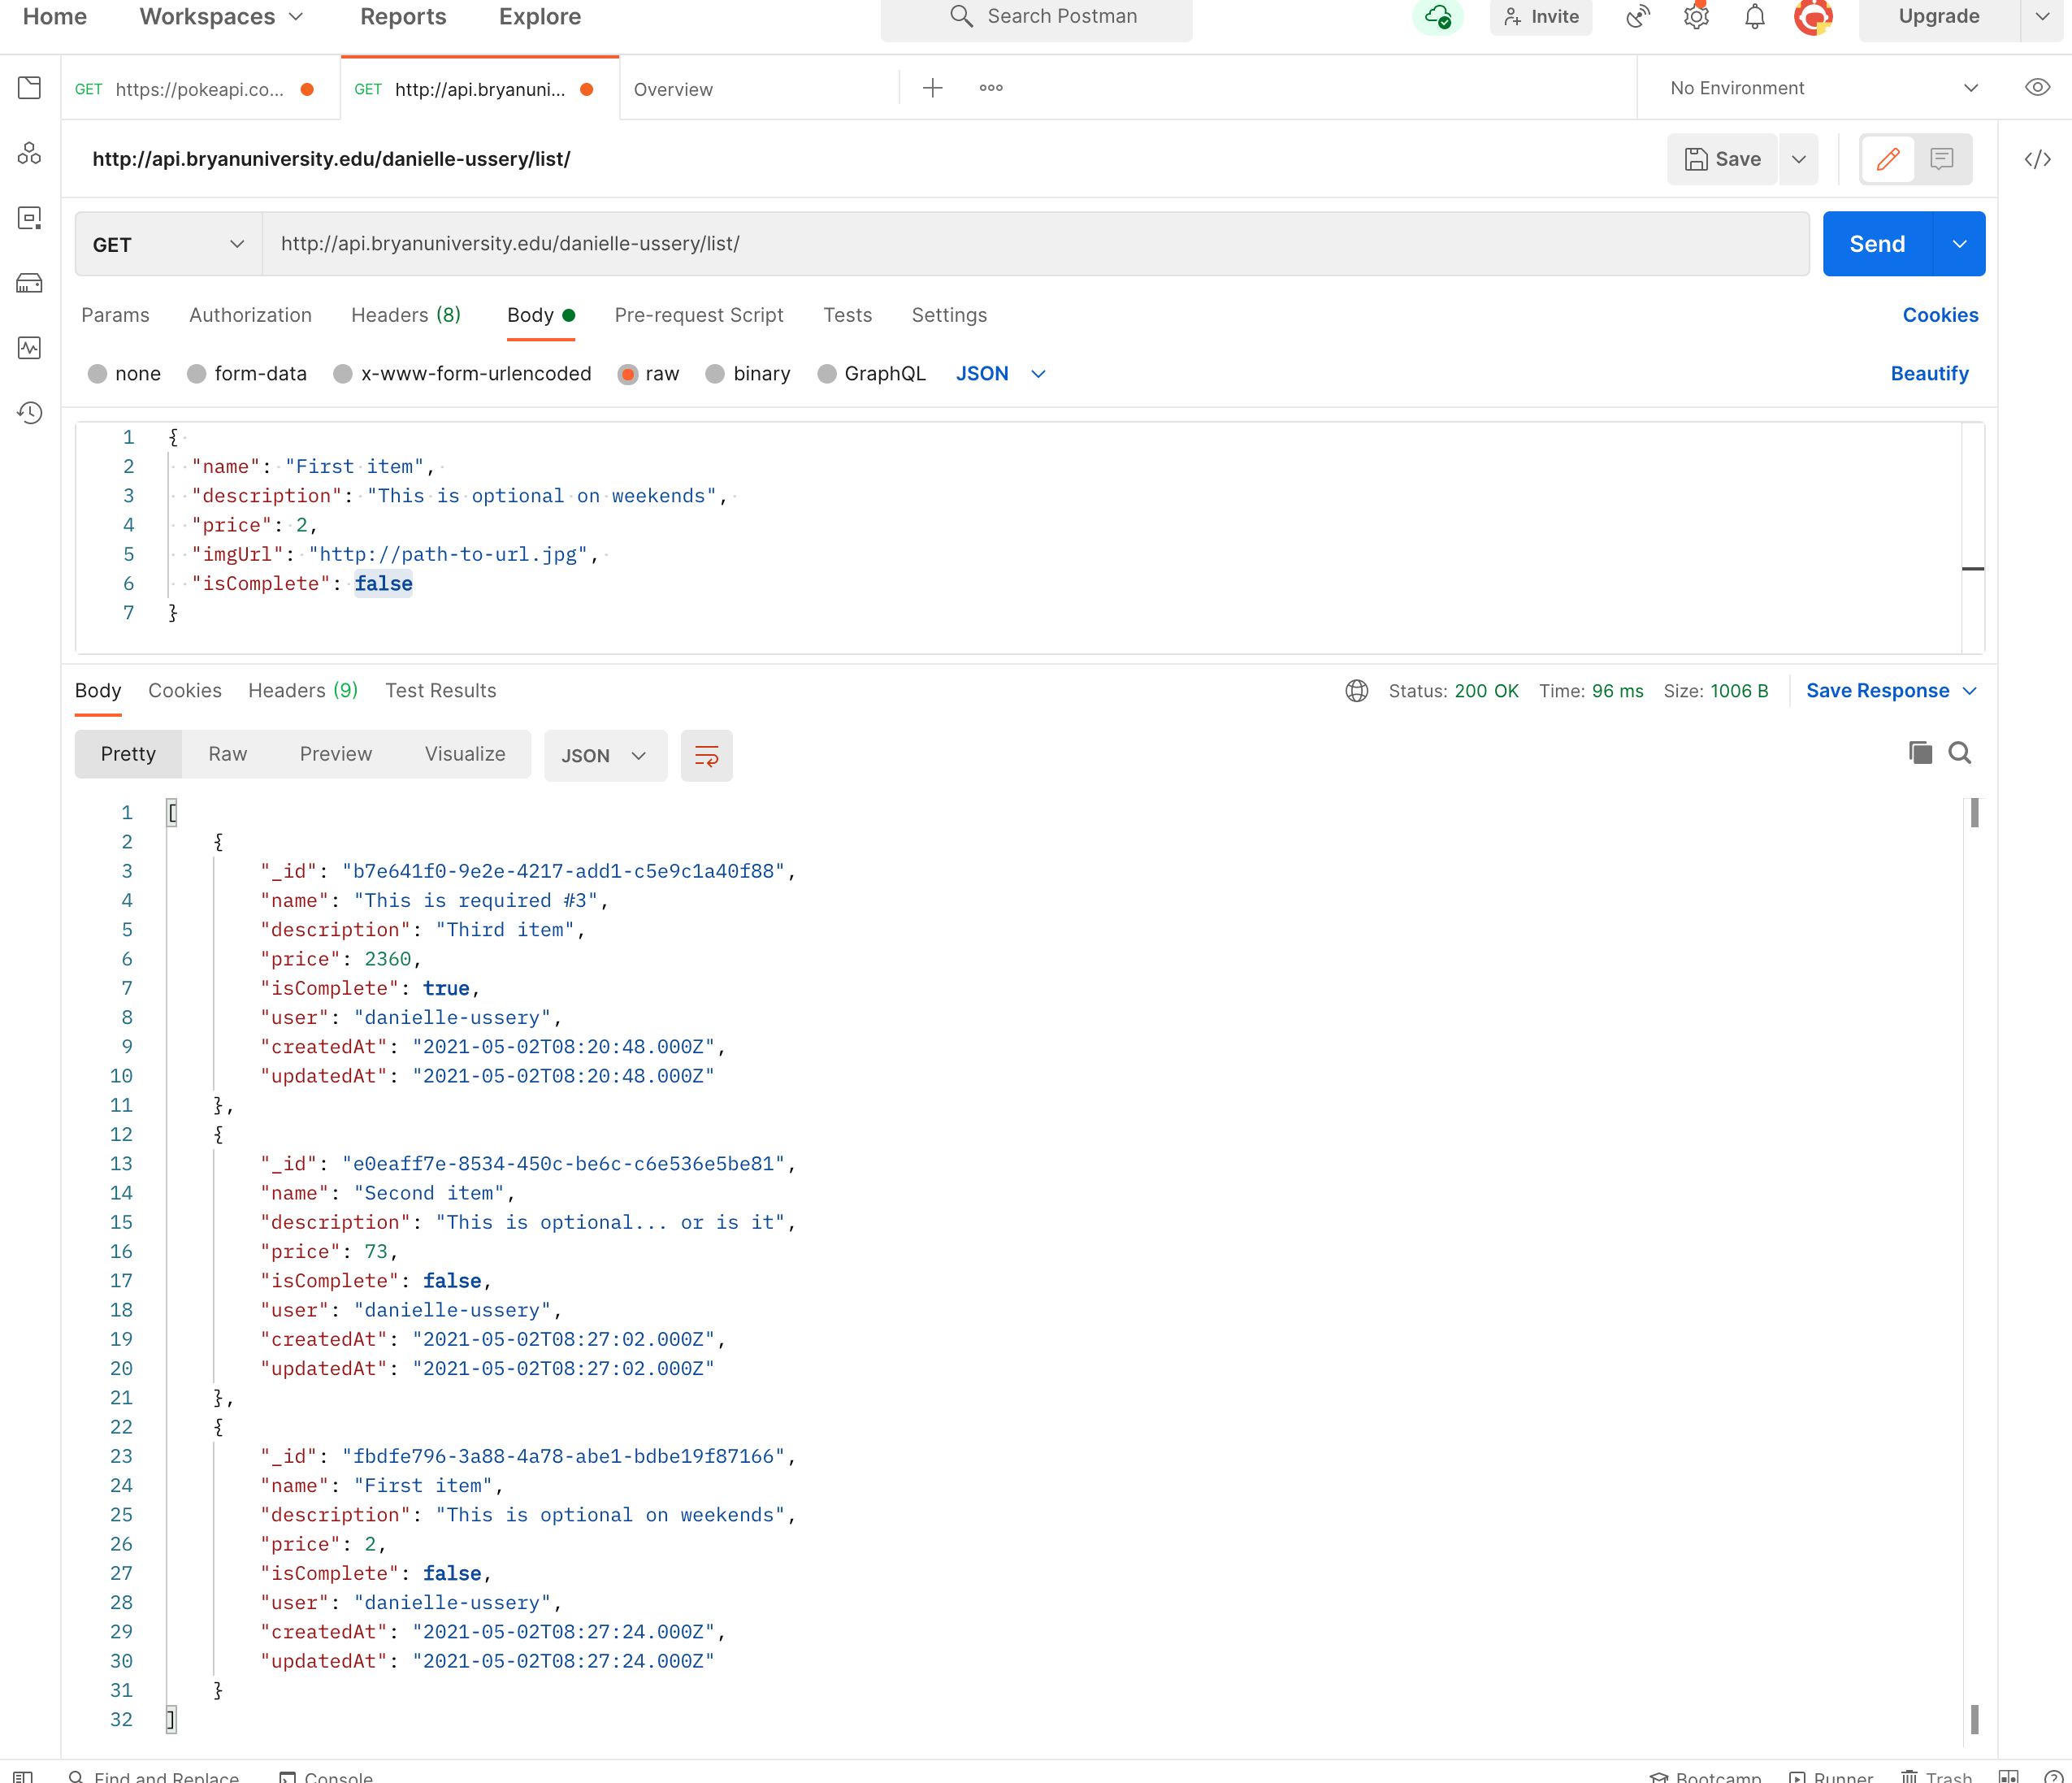 Home Workspaces Reports Explore Search Postman Invite Upgrade
GET https://pokeapi.co... GET http://api.bryanuni... Overview No Environment
http://api.bryanuniversity.edu/danielle-ussery/list/ Save
GET http://api.bryanuniversity.edu/danielle-ussery/list/ Send
Params Authorization Headers (8) Body Pre-request Script Tests Settings Cookies
none form-data x-www-form-urlencoded raw binary GraphQL JSON Beautify
1 {
2 "name": "First item",
3 "description": "This is optional on weekends",
4 "price": 2,
5 "imgUrl": "http://path-to-url.jpg",
6 "isComplete": false
7 }
Body Cookies Headers (9) Test Results Status: 200 OK Time: 96 ms Size: 1006 B Save Response
Pretty Raw Preview Visualize JSON
1 [
2 {
3 "_id": "b7e641f0-9e2e-4217-add1-c5e9c1a40f88",
4 "name": "This is required #3",
5 "description": "Third item",
6 "price": 2360,
7 "isComplete": true,
8 "user": "danielle-ussery",
9 "createdAt": "2021-05-02T08:20:48.000Z",
10 "updatedAt": "2021-05-02T08:20:48.000Z"
11 },
12 {
13 "_id": "e0eaff7e-8534-450c-be6c-c6e536e5be81",
14 "name": "Second item",
15 "description": "This is optional... or is it",
16 "price": 73,
17 "isComplete": false,
18 "user": "danielle-ussery",
19 "createdAt": "2021-05-02T08:27:02.000Z",
20 "updatedAt": "2021-05-02T08:27:02.000Z"
21 },
22 {
23 "_id": "fbdfe796-3a88-4a78-abe1-bdbe19f87166",
24 "name": "First item",
25 "description": "This is optional on weekends",
26 "price": 2,
27 "isComplete": false,
28 "user": "danielle-ussery",
29 "createdAt": "2021-05-02T08:27:24.000Z",
30 "updatedAt": "2021-05-02T08:27:24.000Z"
31 }
32 ]
Find and Replace Console Bootcamp Runner Trash